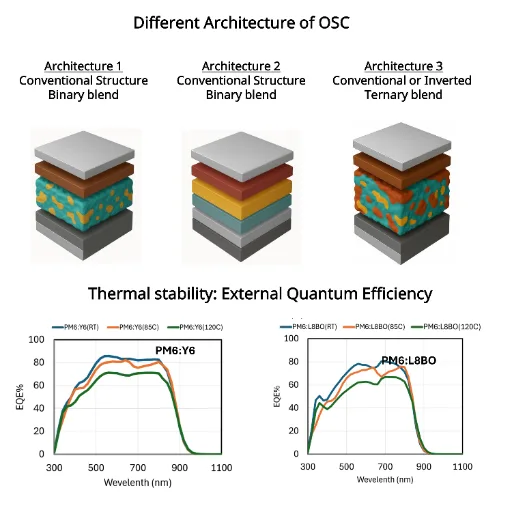 Different Architecture of OSC
Architecture 1
Conventional Structure
Binary blend
Architecture 2
Conventional Structure
Binary blend
Architecture 3
Conventional or Inverted
Ternary blend
Thermal stability: External Quantum Efficiency
PM6:Y6(RT) PM6:Y6(85C) PM6:Y6(120C)
PM6:Y6
EQE%
100
80
60
40
20
0
300 500 700 900 1100
Wavelenth (nm)
PM6:L8BO(RT) PM6:L8BO(85C) PM6:L8BO(120C)
PM6:L8BO
EQE%
100
80
60
40
20
0
300 500 700 900 1100
Wavelenth (nm)